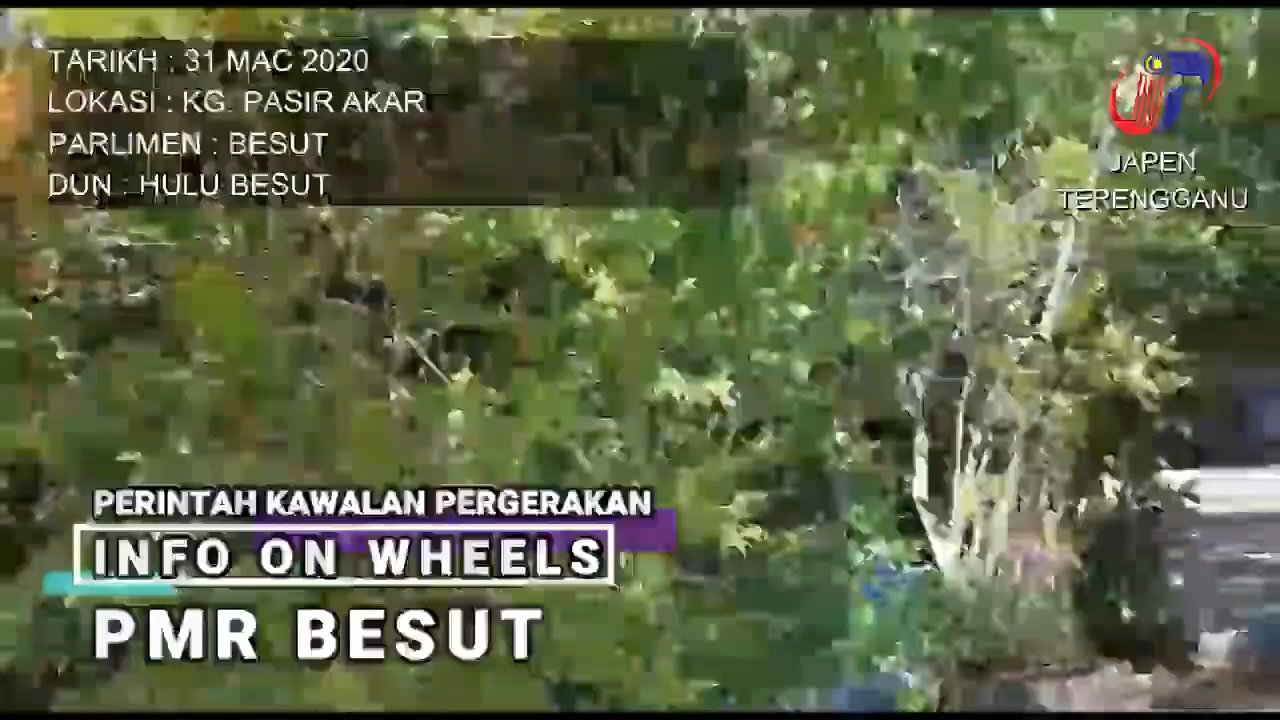 TARIKH : 31 MAC 2020
LOKASI : KG. PASIR AKAR
PARLIMEN : BESUT
DUN : HULU BESUT
JAPEN
TERENGGANU
PERINTAH KAWALAN PERGERAKAN
INFO ON WHEELS
PMR BESUT